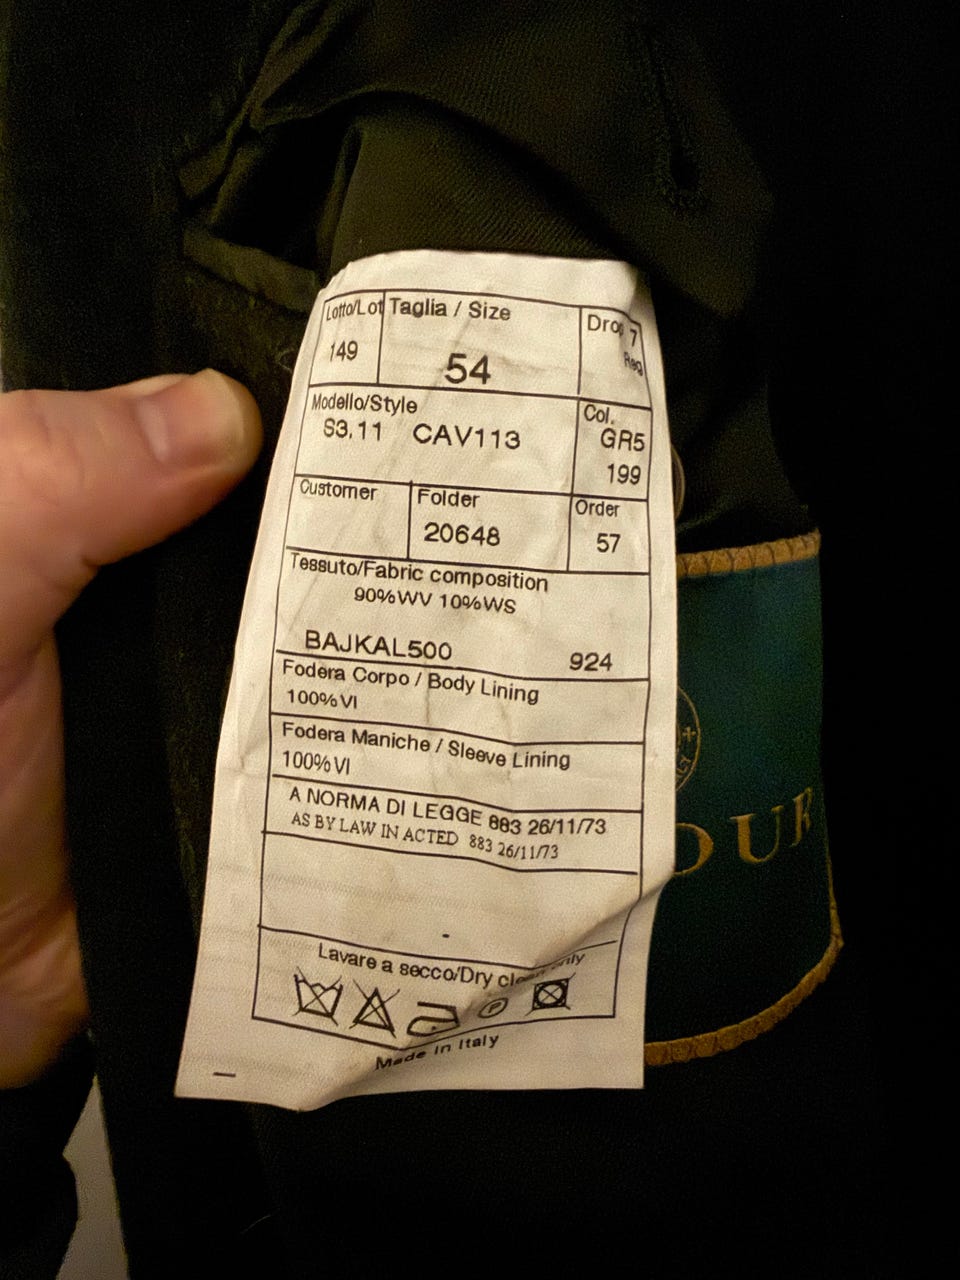 Lotto/Lot Taglia / Size Drop 7
149 54 Reg
Modello/Style Col.
S3.11 CAV113 GR5
199
Customer Folder Order
20648 57
Tessuto/Fabric composition
90%WV 10%WS
BAJKAL500 924
Fodera Corpo / Body Lining
100%VI
Fodera Maniche / Sleeve Lining
100%VI
A NORMA DI LEGGE 883 26/11/73
AS BY LAW IN ACTED 883 26/11/73
Lavare a secco/Dry clean only
P
Made in Italy
OUR